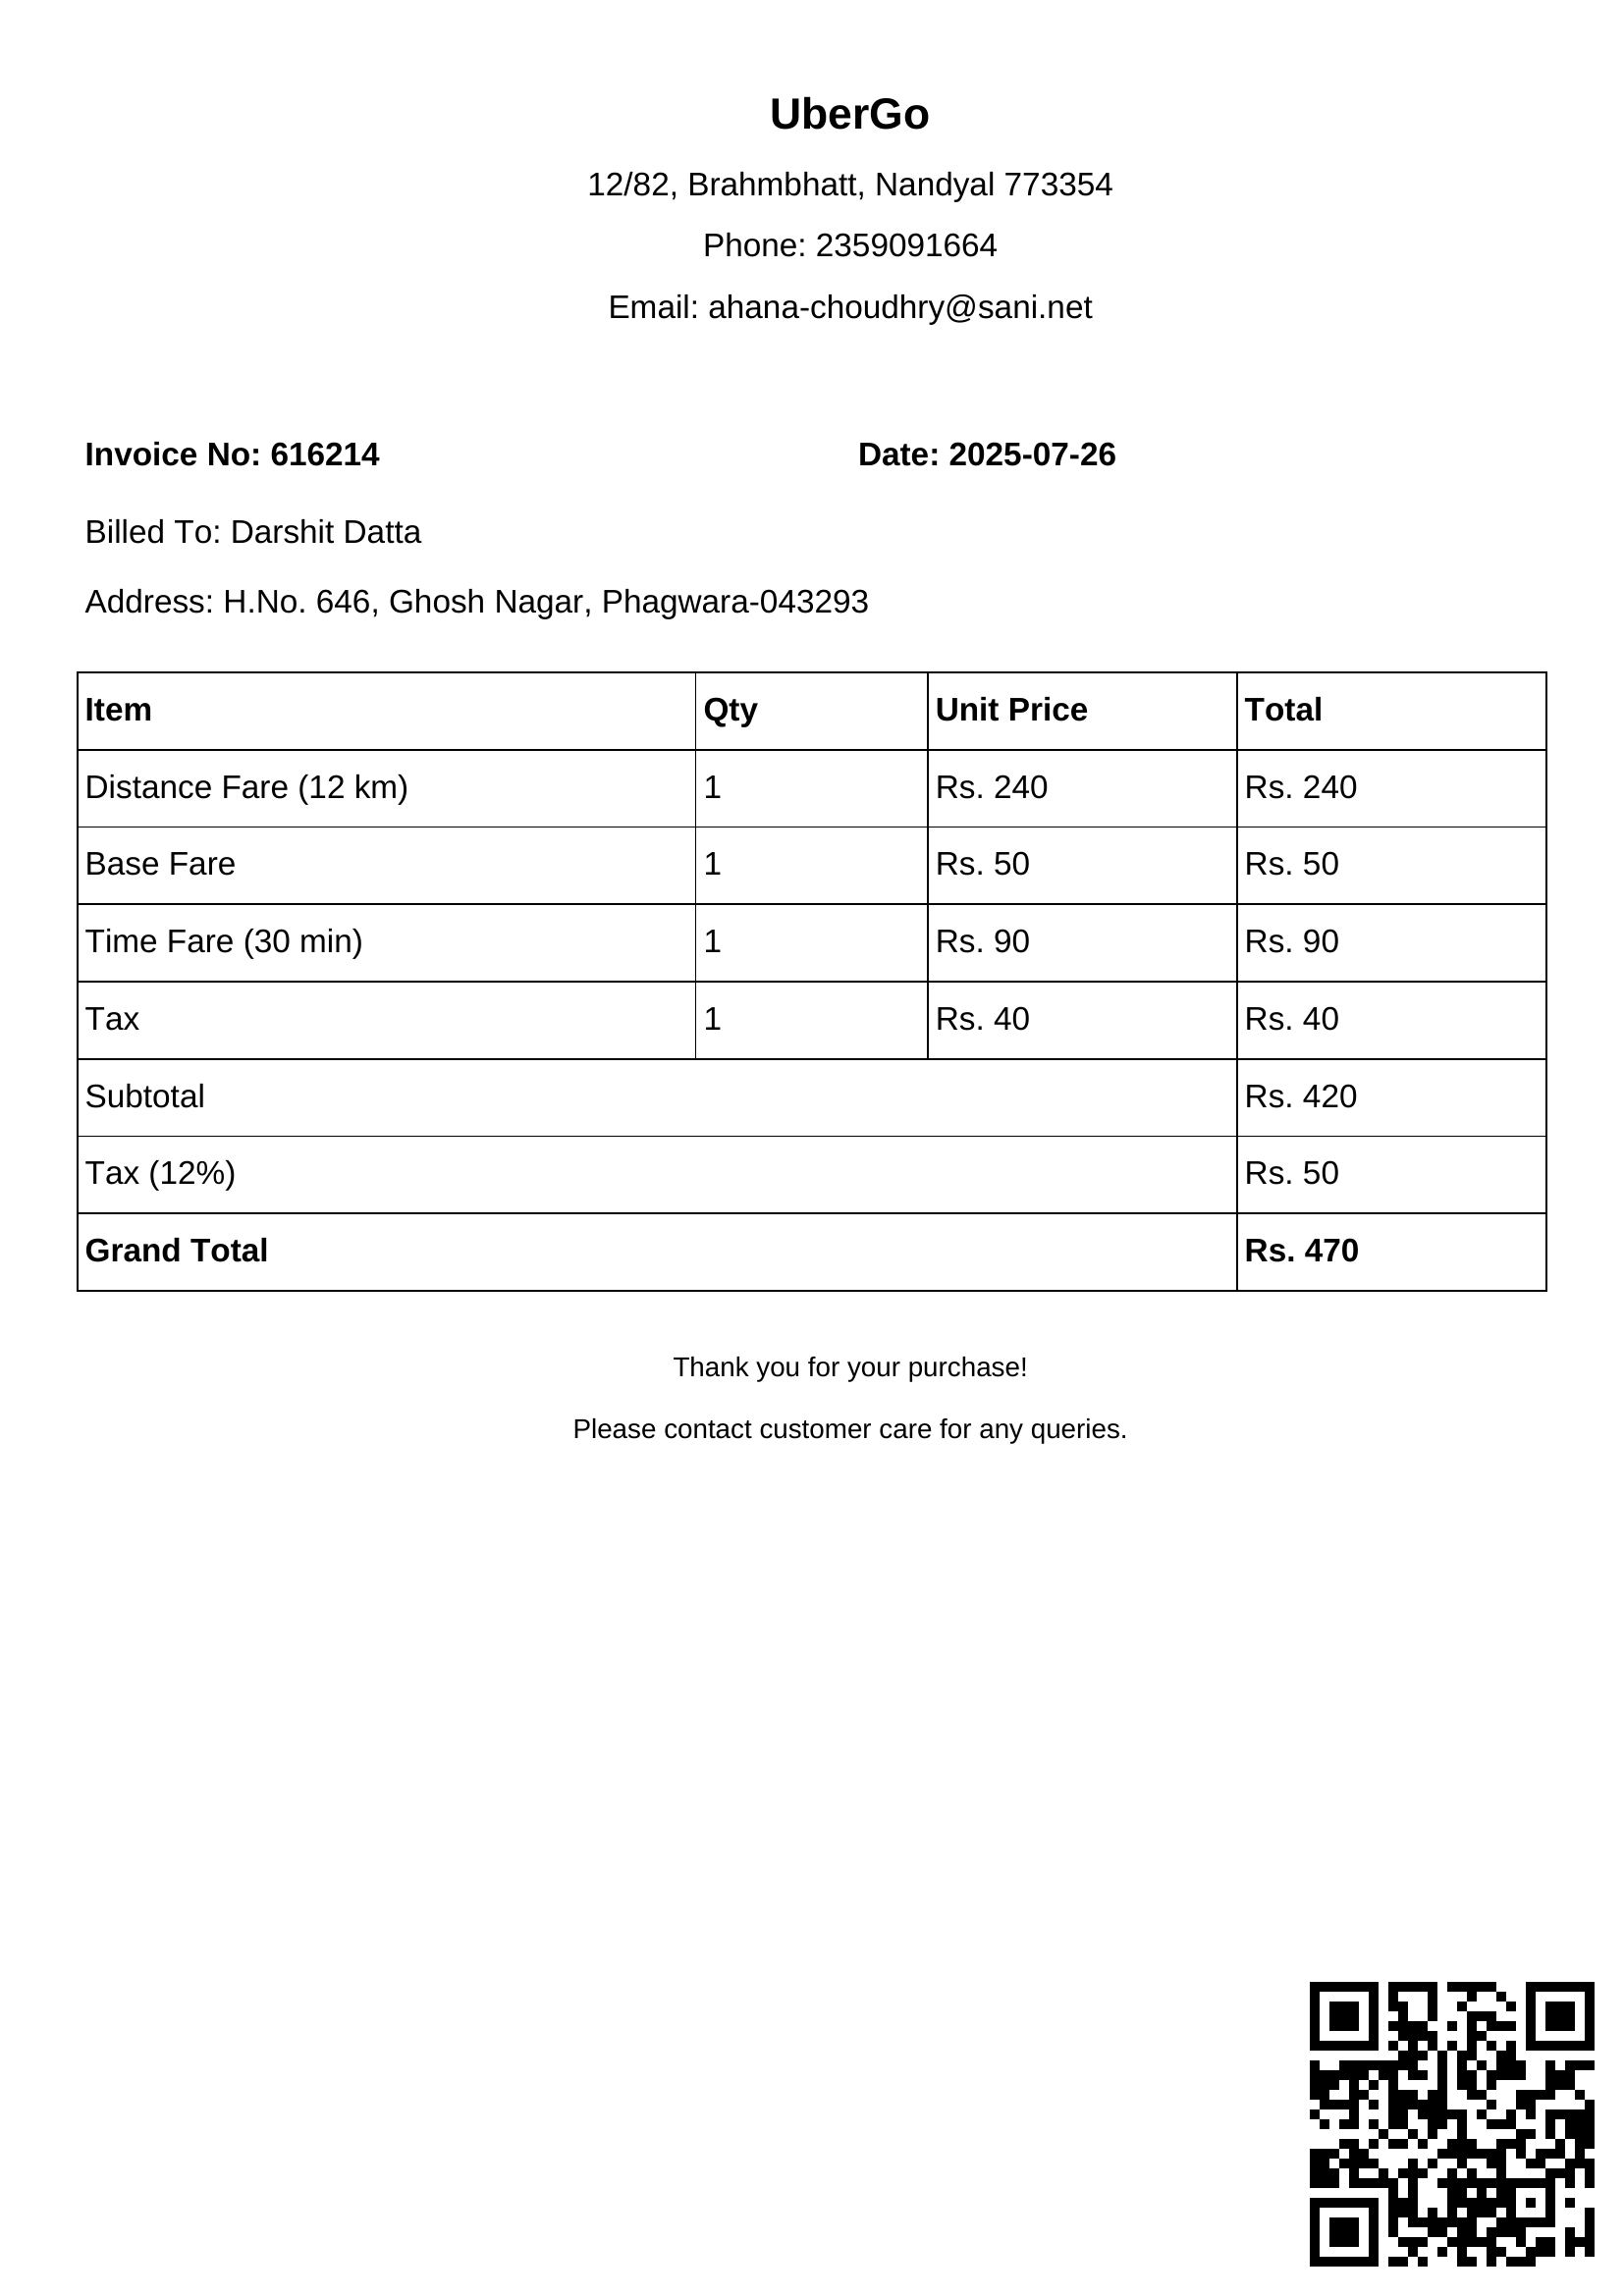 UberGo
12/82, Brahmbhatt, Nandyal 773354
Phone: 2359091664
Email: ahana-choudhry@sani.net
Invoice No: 616214 Date: 2025-07-26
Billed To: Darshit Datta
Address: H.No. 646, Ghosh Nagar, Phagwara-043293
Item Qty Unit Price Total
Distance Fare (12 km) 1 Rs. 240 Rs. 240
Base Fare 1 Rs. 50 Rs. 50
Time Fare (30 min) 1 Rs. 90 Rs. 90
Tax 1 Rs. 40 Rs. 40
Subtotal Rs. 420
Tax (12%) Rs. 50
Grand Total Rs. 470
Thank you for your purchase!
Please contact customer care for any queries.